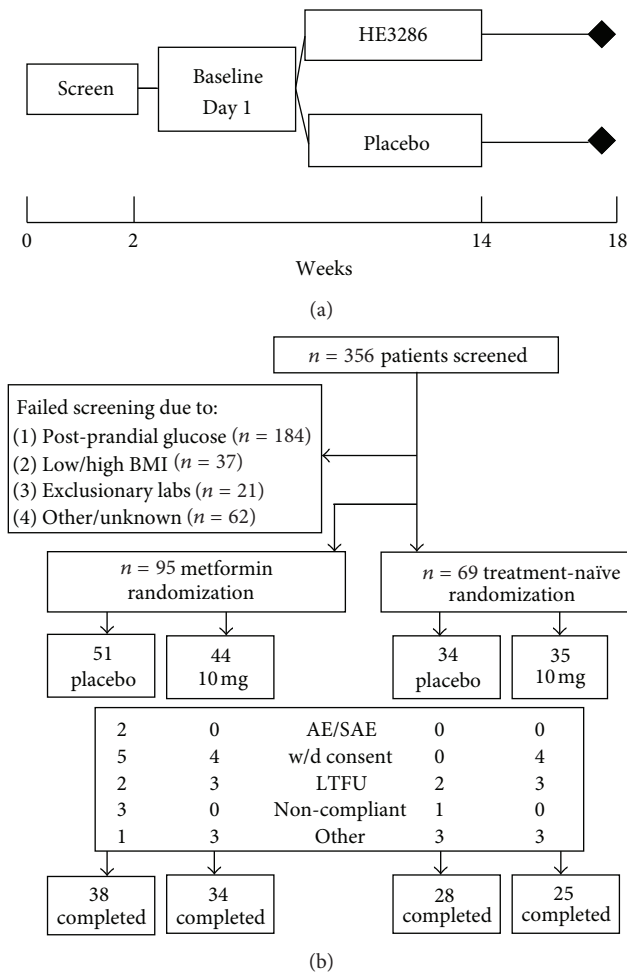 HE3286
Screen
Baseline
Day 1
Placebo
0 2 14 18
Weeks
(a)
n = 356 patients screened
Failed screening due to:
(1) Post-prandial glucose (n = 184)
(2) Low/high BMI (n = 37)
(3) Exclusionary labs (n = 21)
(4) Other/unknown (n = 62)
n = 95 metformin
randomization
n = 69 treatment-naïve
randomization
51
placebo
44
10 mg
34
placebo
35
10 mg
2 0 AE/SAE 0 0
5 4 w/d consent 0 4
2 3 LTFU 2 3
3 0 Non-compliant 1 0
1 3 Other 3 3
38
completed
34
completed
28
completed
25
completed
(b)